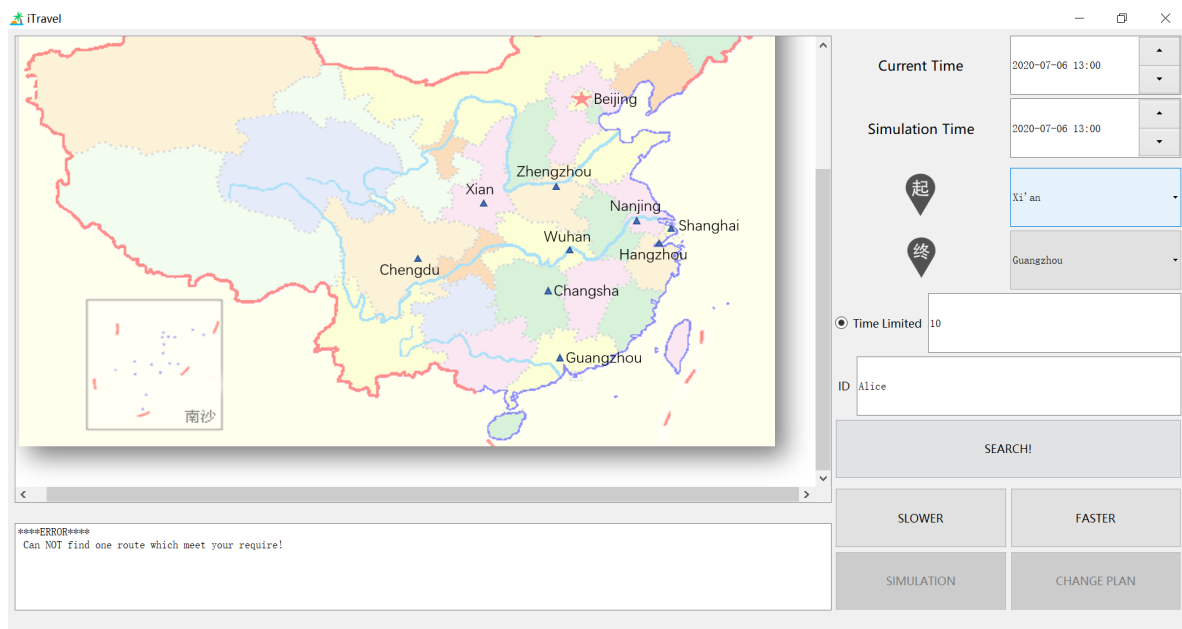 iTravel
Beijing
Zhengzhou
Xian
Nanjing
Shanghai
Wuhan
Hangzhou
Chengdu
Changsha
Guangzhou
南沙
Current Time
2020-07-06 13:00
Simulation Time
2020-07-06 13:00
起
Xi'an
终
Guangzhou
Time Limited
10
ID
Alice
SEARCH!
SLOWER
FASTER
SIMULATION
CHANGE PLAN
****ERROR****
Can NOT find one route which meet your require!